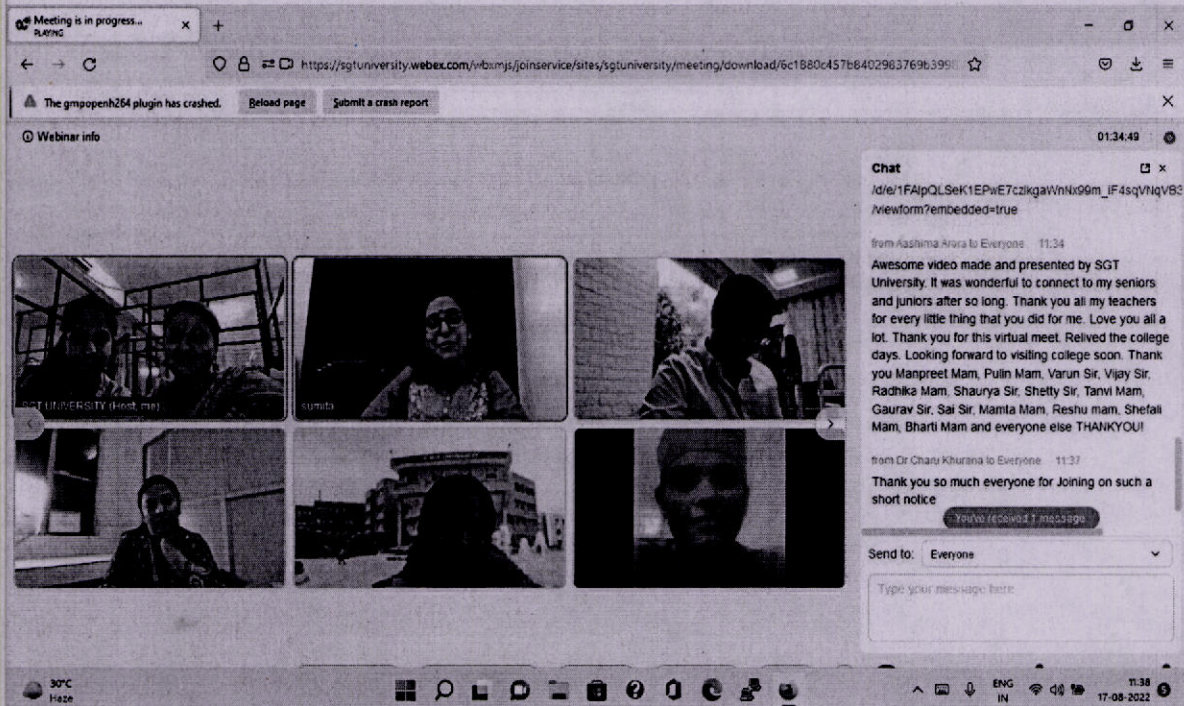 Meeting is in progress...
PLAYING
https://sgtuniversity.webex.com/wbxmjs/joinservice/sites/sgtuniversity/meeting/download/
The gmpopenh264 plugin has crashed.
Reload page
Submit a crash report
Webinar info
01:34:49
Chat
/viewform?embedded=true
from Aashima Arora to Everyone 11:34
Awesome video made and presented by SGT
University. It was wonderful to connect to my seniors
and juniors after so long. Thank you all my teachers
for every little thing that you did for me. Love you all a
lot. Thank you for this virtual meet. Relived the college
days. Looking forward to visiting college soon. Thank
you Manpreet Mam, Pulin Mam, Varun Sir, Vijay Sir,
Radhika Mam, Shaurya Sir, Shetty Sir, Tanvi Mam,
Gaurav Sir, Sai Sir, Mamta Mam, Reshu mam, Shefali
Mam, Bharti Mam and everyone else THANKYOU!
from Dr Charu Khurana to Everyone 11:37
Thank you so much everyone for Joining on such a
short notice
You've received 1 message
Send to: Everyone
Type your message here
SGT UNIVERSITY (Host, me)
sumita
30°C
Haze
ENG
IN
11:38
17-08-2022